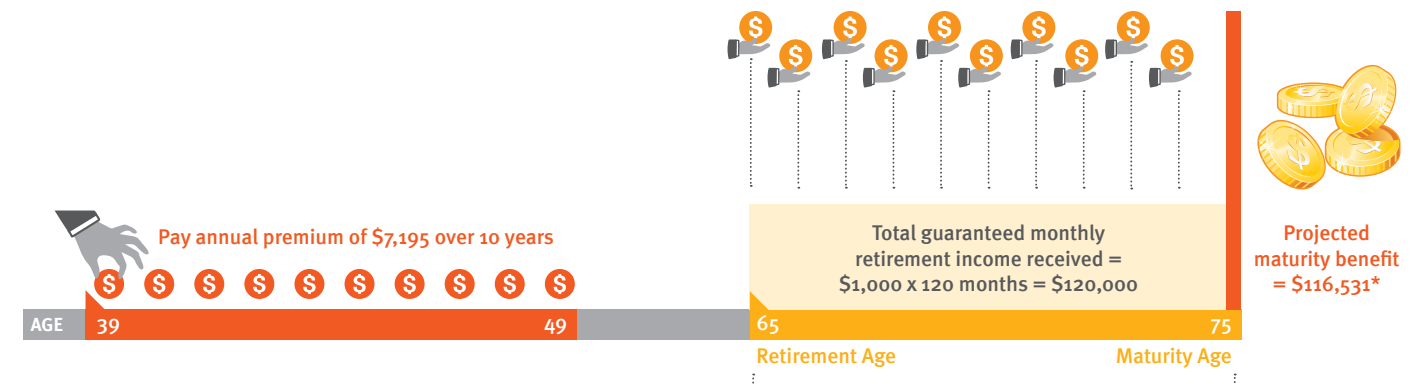 Pay annual premium of $7,195 over 10 years
Total guaranteed monthly
retirement income received =
$1,000 x 120 months = $120,000
Projected
maturity benefit
= $116,531*
AGE
39
49
65
75
Retirement Age
Maturity Age